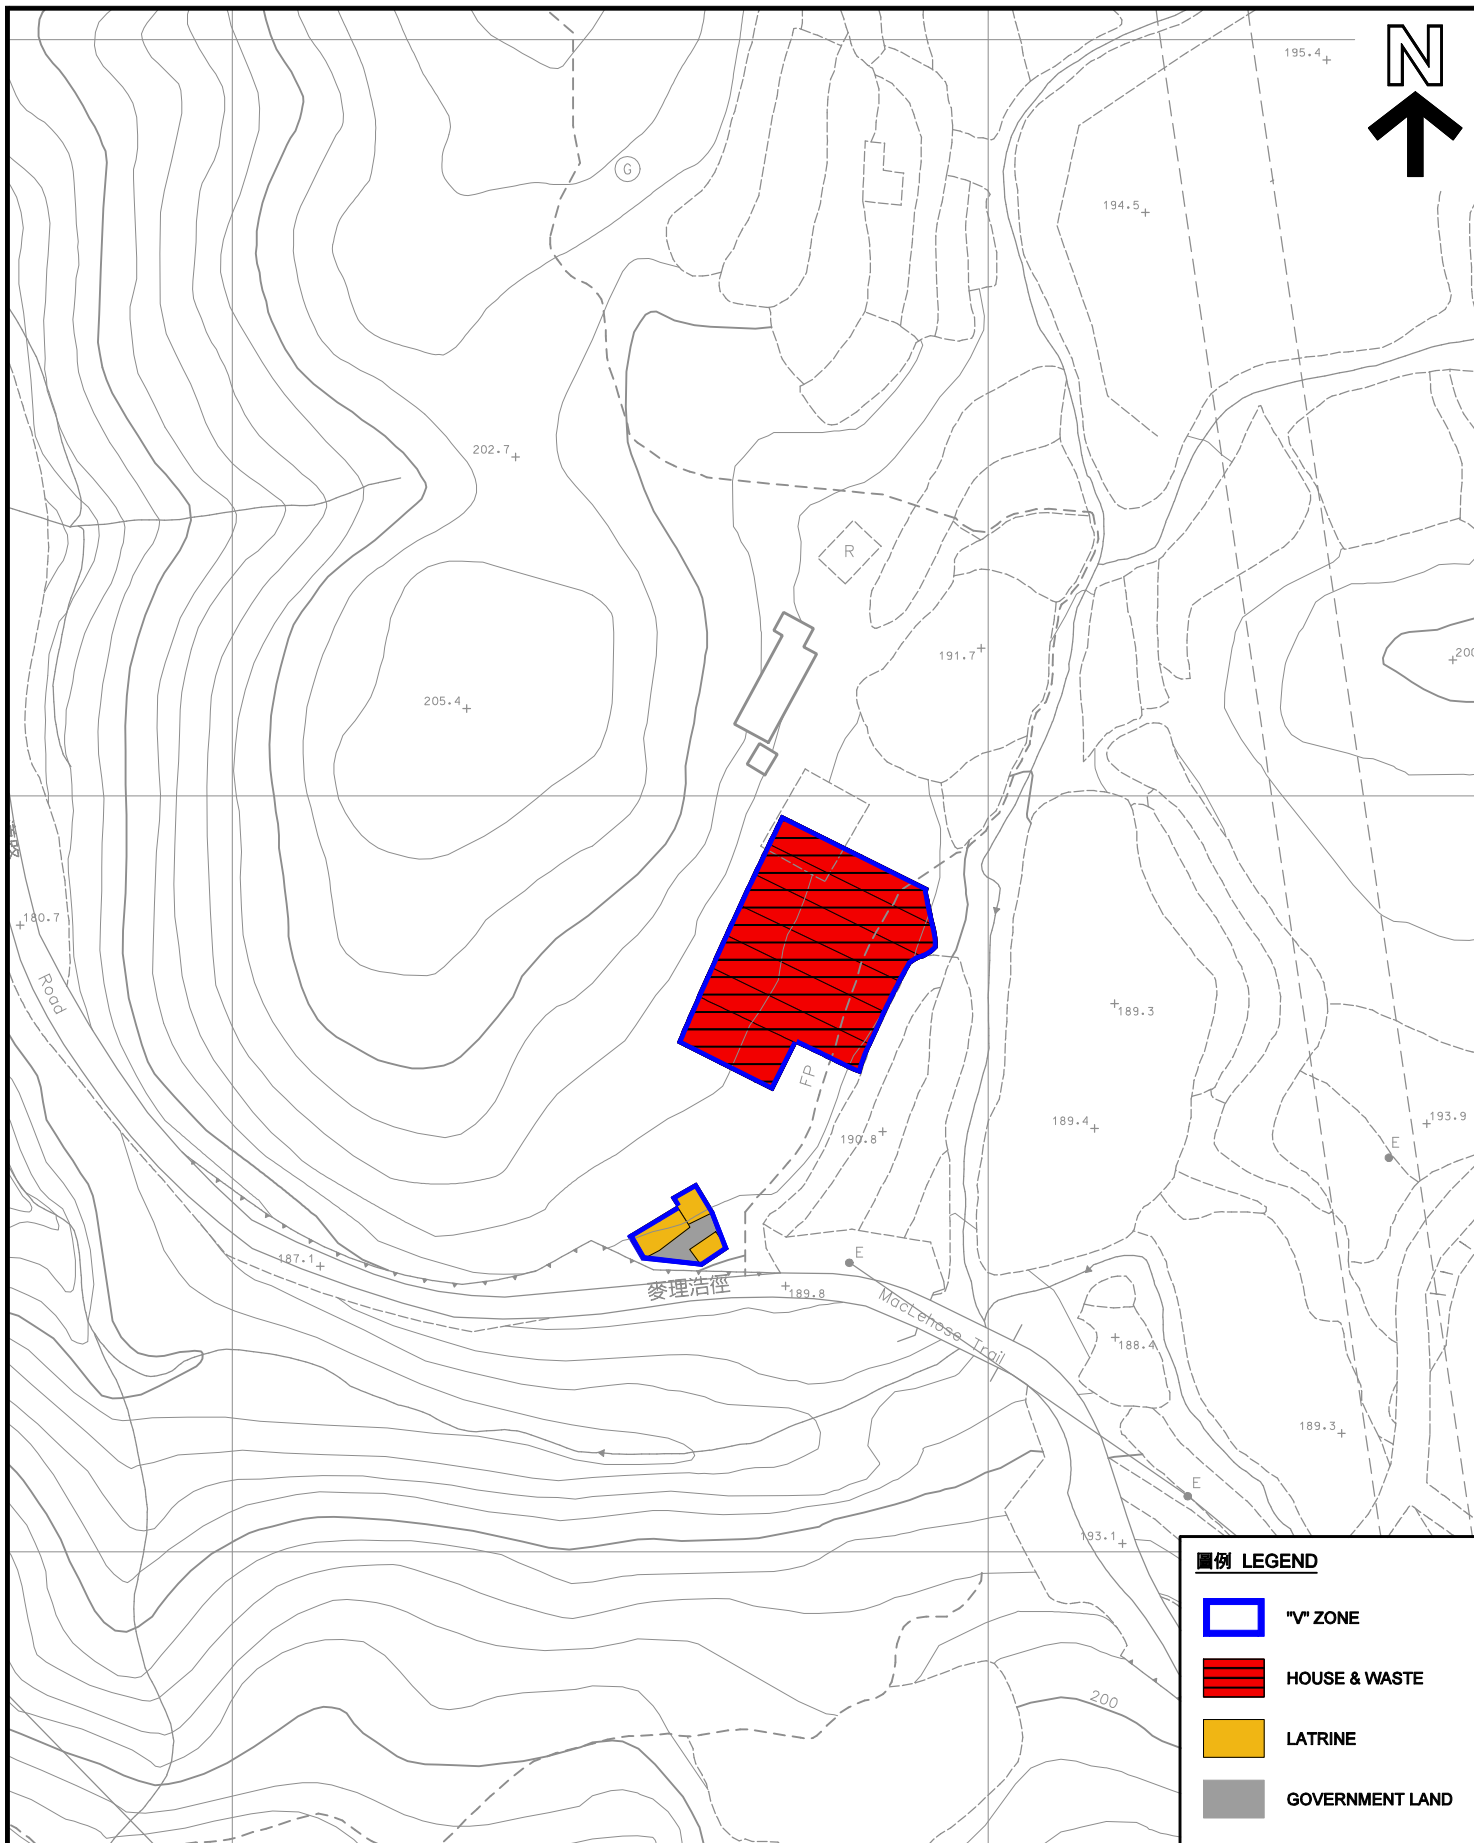 N
195.4
G
194.5
202.7
R
191.7
200
205.4
180.7
Road
189.3
FP
193.9
189.4
190.8
E
187.1
E
麥理浩徑
189.8
MacLehose Trail
188.4
189.3
E
193.1
200
圖例 LEGEND
"V" ZONE
HOUSE & WASTE
LATRINE
GOVERNMENT LAND